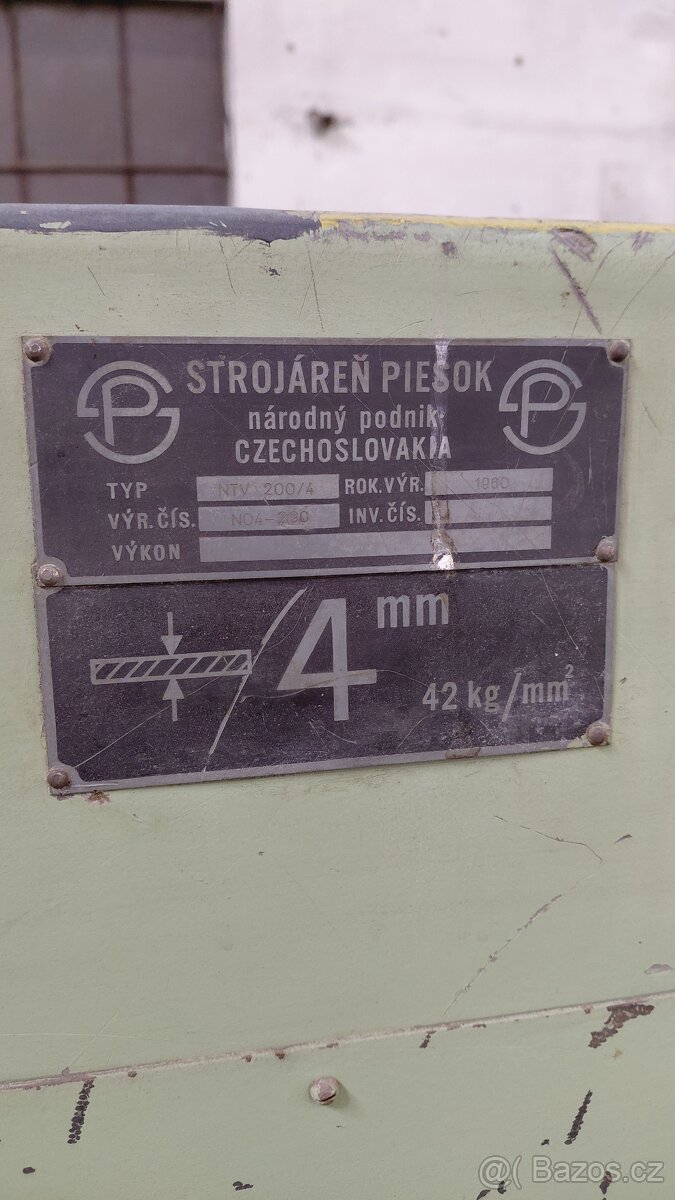 STROJÁREŇ PIESOK
národný podnik
CZECHOSLOVAKIA
TYP NTV 200/4 ROK.VÝR. 1980
VÝR.ČÍS. INV.ČÍS.
VÝKON
4 mm
42 kg/mm²
@( Bazos.cz